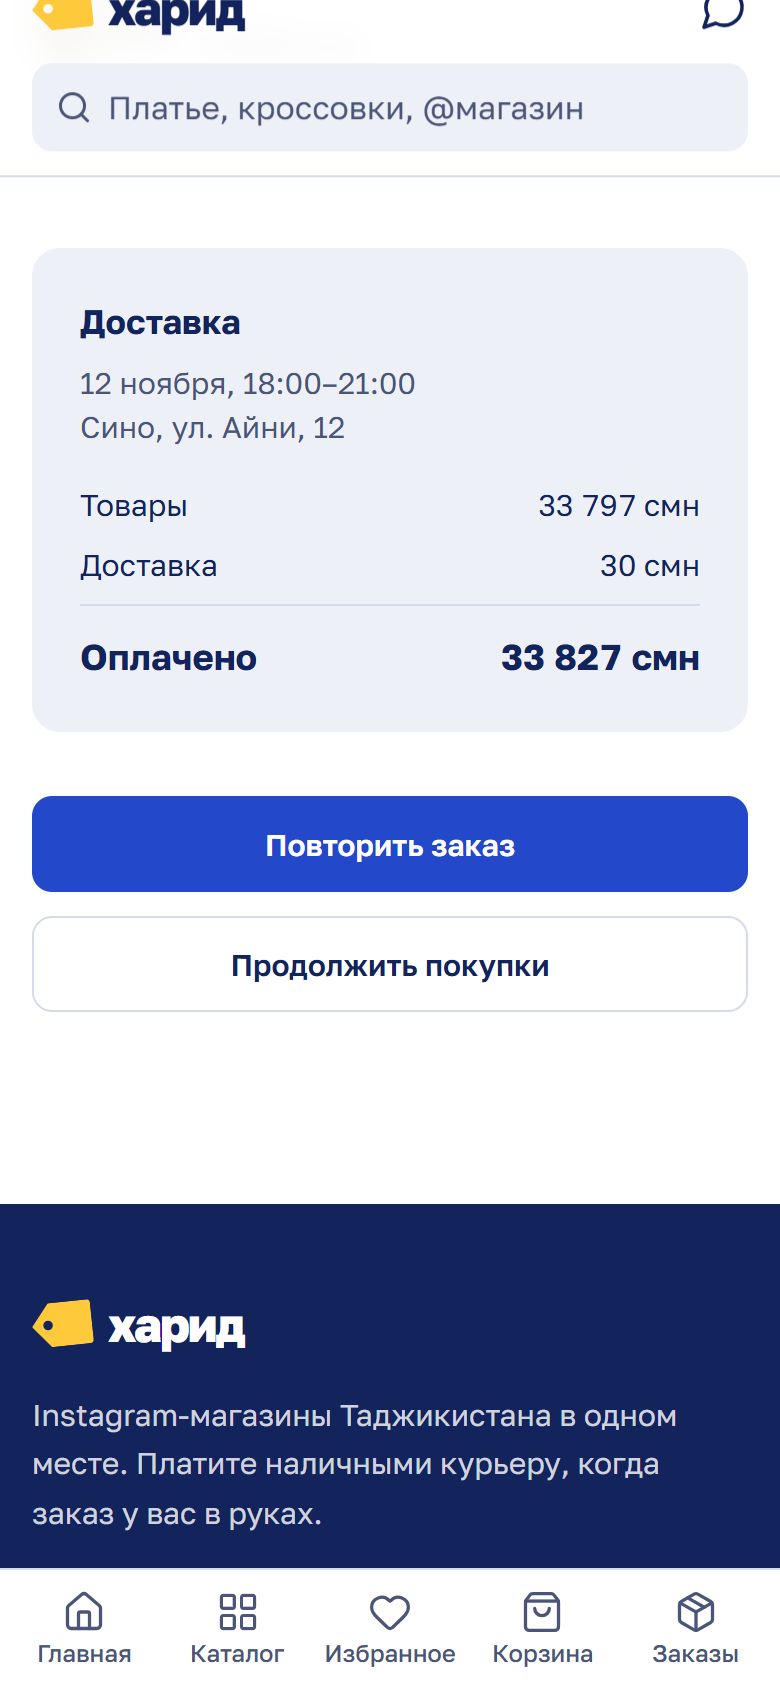 харид
Платье, кроссовки, @магазин
Доставка
12 ноября, 18:00–21:00
Сино, ул. Айни, 12
Товары 33 797 смн
Доставка 30 смн
Оплачено 33 827 смн
Повторить заказ
Продолжить покупки
харид
Instagram-магазины Таджикистана в одном
месте. Платите наличными курьеру, когда
заказ у вас в руках.
Главная Каталог Избранное Корзина Заказы